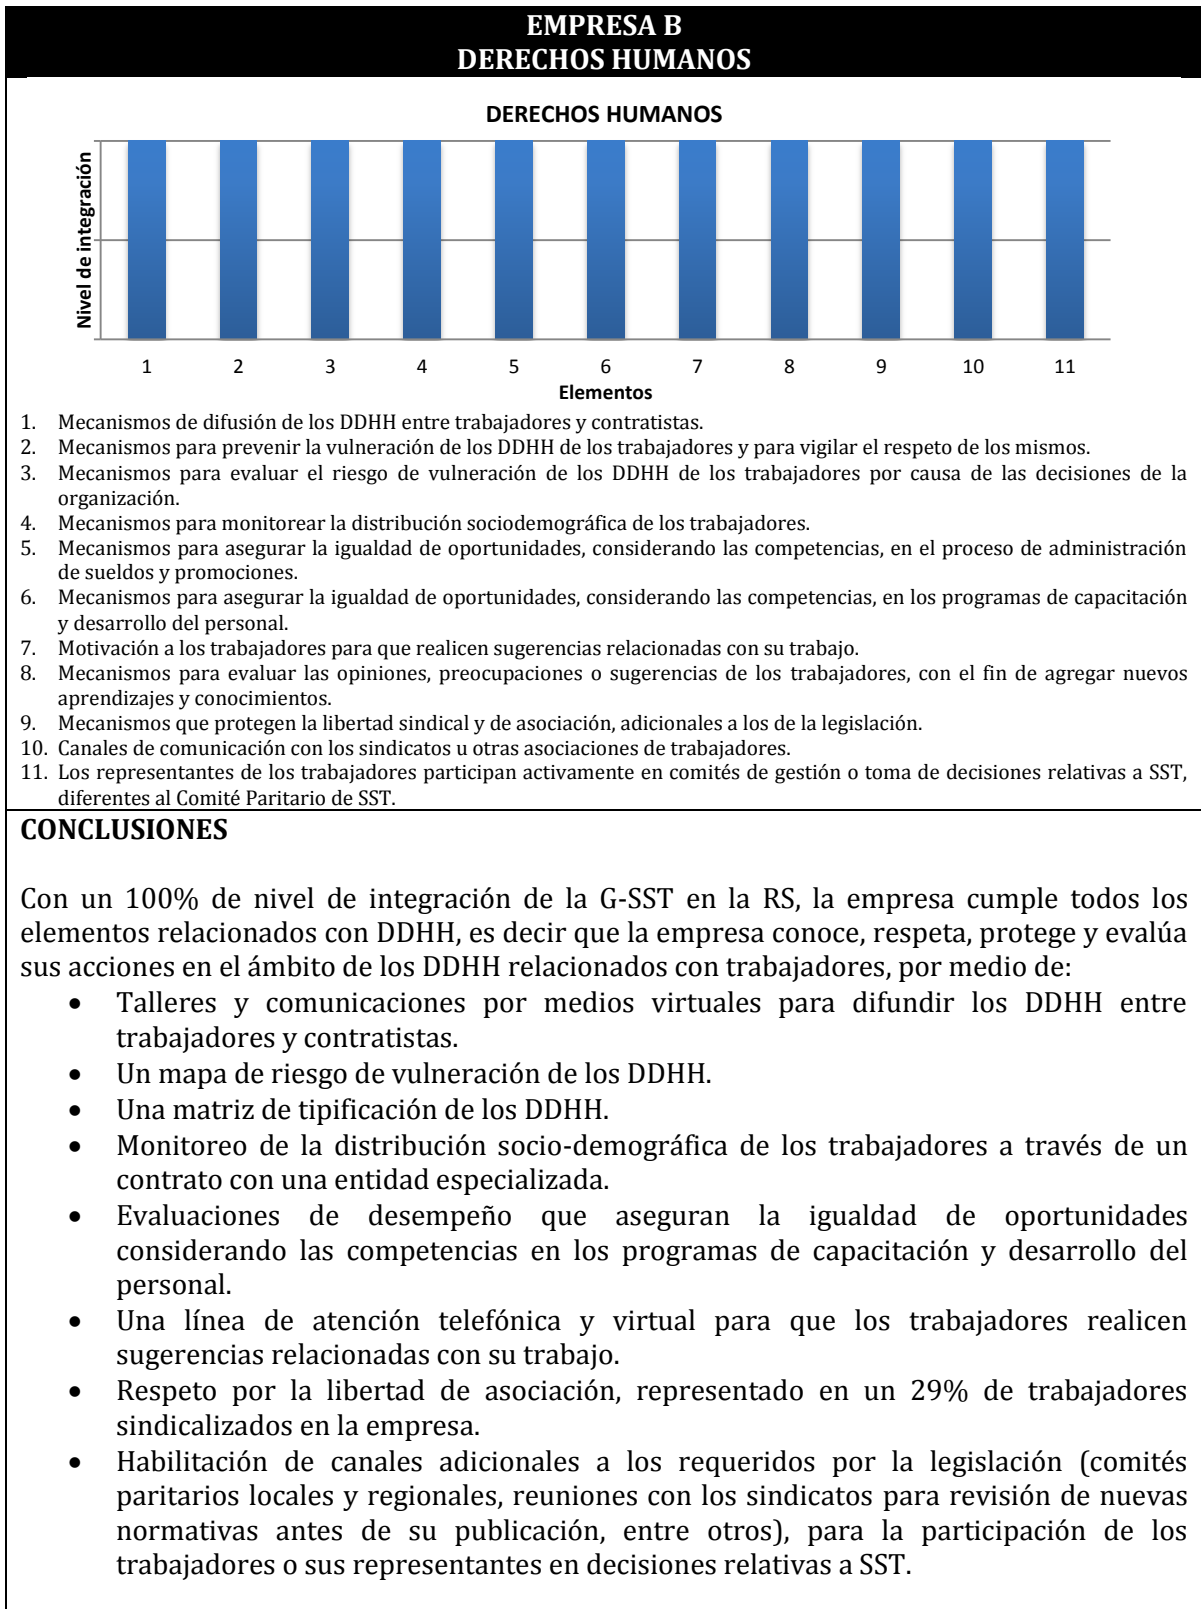 EMPRESA B
DERECHOS HUMANOS
DERECHOS HUMANOS
Nivel de integración
1 2 3 4 5 6 7 8 9 10 11
Elementos
1. Mecanismos de difusión de los DDHH entre trabajadores y contratistas.
2. Mecanismos para prevenir la vulneración de los DDHH de los trabajadores y para vigilar el respeto de los mismos.
3. Mecanismos para evaluar el riesgo de vulneración de los DDHH de los trabajadores por causa de las decisiones de la
organización.
4. Mecanismos para monitorear la distribución sociodemográfica de los trabajadores.
5. Mecanismos para asegurar la igualdad de oportunidades, considerando las competencias, en el proceso de administración
de sueldos y promociones.
6. Mecanismos para asegurar la igualdad de oportunidades, considerando las competencias, en los programas de capacitación
y desarrollo del personal.
7. Motivación a los trabajadores para que realicen sugerencias relacionadas con su trabajo.
8. Mecanismos para evaluar las opiniones, preocupaciones o sugerencias de los trabajadores, con el fin de agregar nuevos
aprendizajes y conocimientos.
9. Mecanismos que protegen la libertad sindical y de asociación, adicionales a los de la legislación.
10. Canales de comunicación con los sindicatos u otras asociaciones de trabajadores.
11. Los representantes de los trabajadores participan activamente en comités de gestión o toma de decisiones relativas a SST,
diferentes al Comité Paritario de SST.
CONCLUSIONES
Con un 100% de nivel de integración de la G-SST en la RS, la empresa cumple todos los
elementos relacionados con DDHH, es decir que la empresa conoce, respeta, protege y evalúa
sus acciones en el ámbito de los DDHH relacionados con trabajadores, por medio de:
• Talleres y comunicaciones por medios virtuales para difundir los DDHH entre
trabajadores y contratistas.
• Un mapa de riesgo de vulneración de los DDHH.
• Una matriz de tipificación de los DDHH.
• Monitoreo de la distribución socio-demográfica de los trabajadores a través de un
contrato con una entidad especializada.
• Evaluaciones de desempeño que aseguran la igualdad de oportunidades
considerando las competencias en los programas de capacitación y desarrollo del
personal.
• Una línea de atención telefónica y virtual para que los trabajadores realicen
sugerencias relacionadas con su trabajo.
• Respeto por la libertad de asociación, representado en un 29% de trabajadores
sindicalizados en la empresa.
• Habilitación de canales adicionales a los requeridos por la legislación (comités
paritarios locales y regionales, reuniones con los sindicatos para revisión de nuevas
normativas antes de su publicación, entre otros), para la participación de los
trabajadores o sus representantes en decisiones relativas a SST.